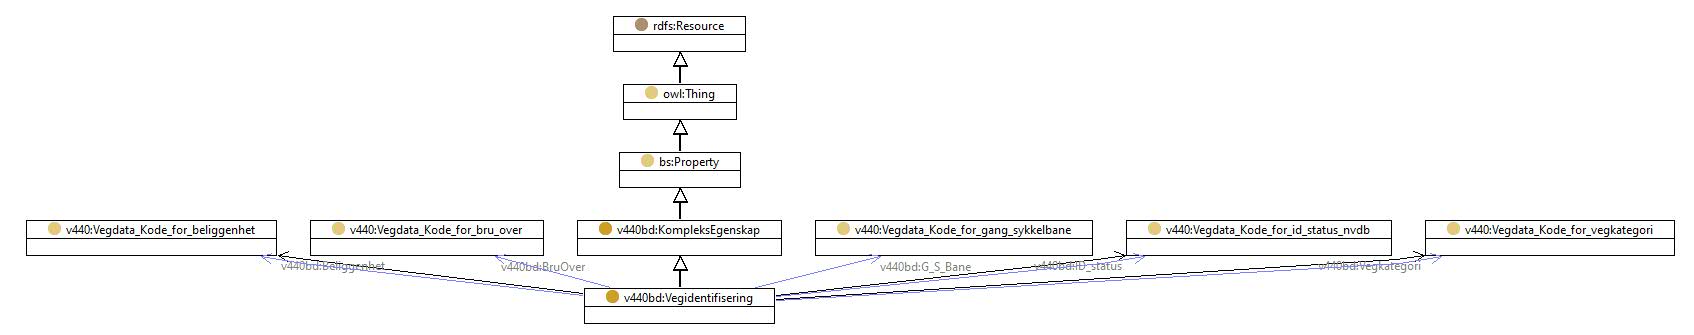 rdfs:Resource
owl:Thing
bs:Property
v440:Vegdata_Kode_for_beliggenhet
v440:Vegdata_Kode_for_bru_over
v440bd:KompleksEgenskap
v440:Vegdata_Kode_for_gang_sykkelbane
v440:Vegdata_Kode_for_id_status_nvdb
v440:Vegdata_Kode_for_vegkategori
v440bd:Beliggenhet
v440bd:BruOver
v440bd:G_S_Bane
v440bd:ID_status
v440bd:Vegkategori
v440bd:Vegidentifisering